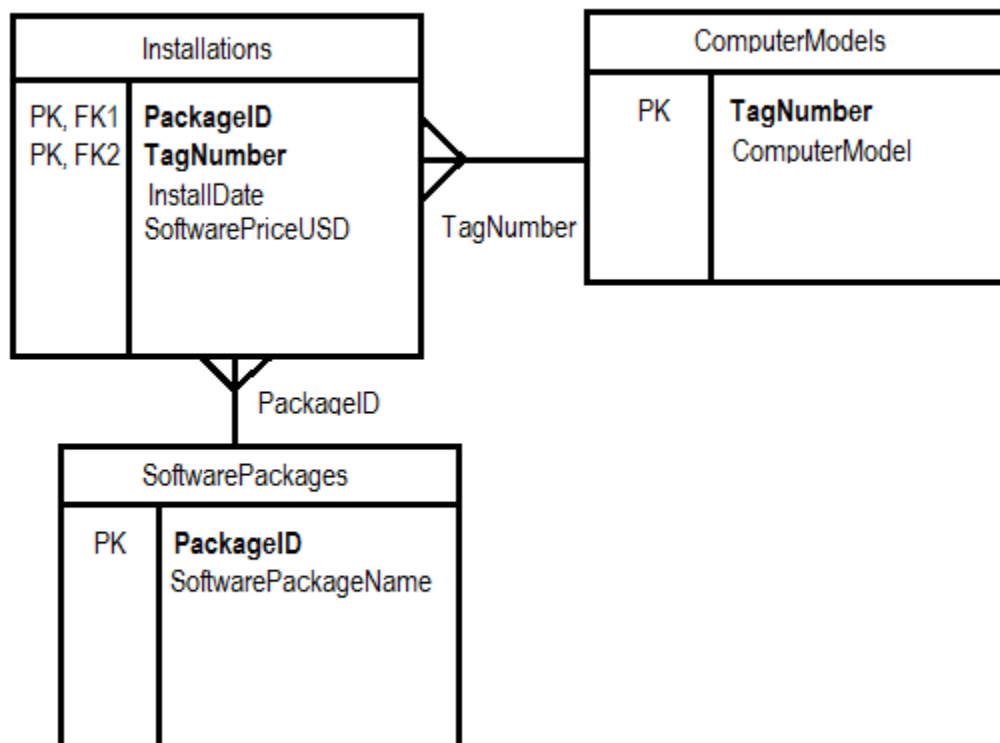 Installations
PK, FK1 PackageID
PK, FK2 TagNumber
InstallDate
SoftwarePriceUSD
TagNumber
ComputerModels
PK TagNumber
ComputerModel
PackageID
SoftwarePackages
PK PackageID
SoftwarePackageName